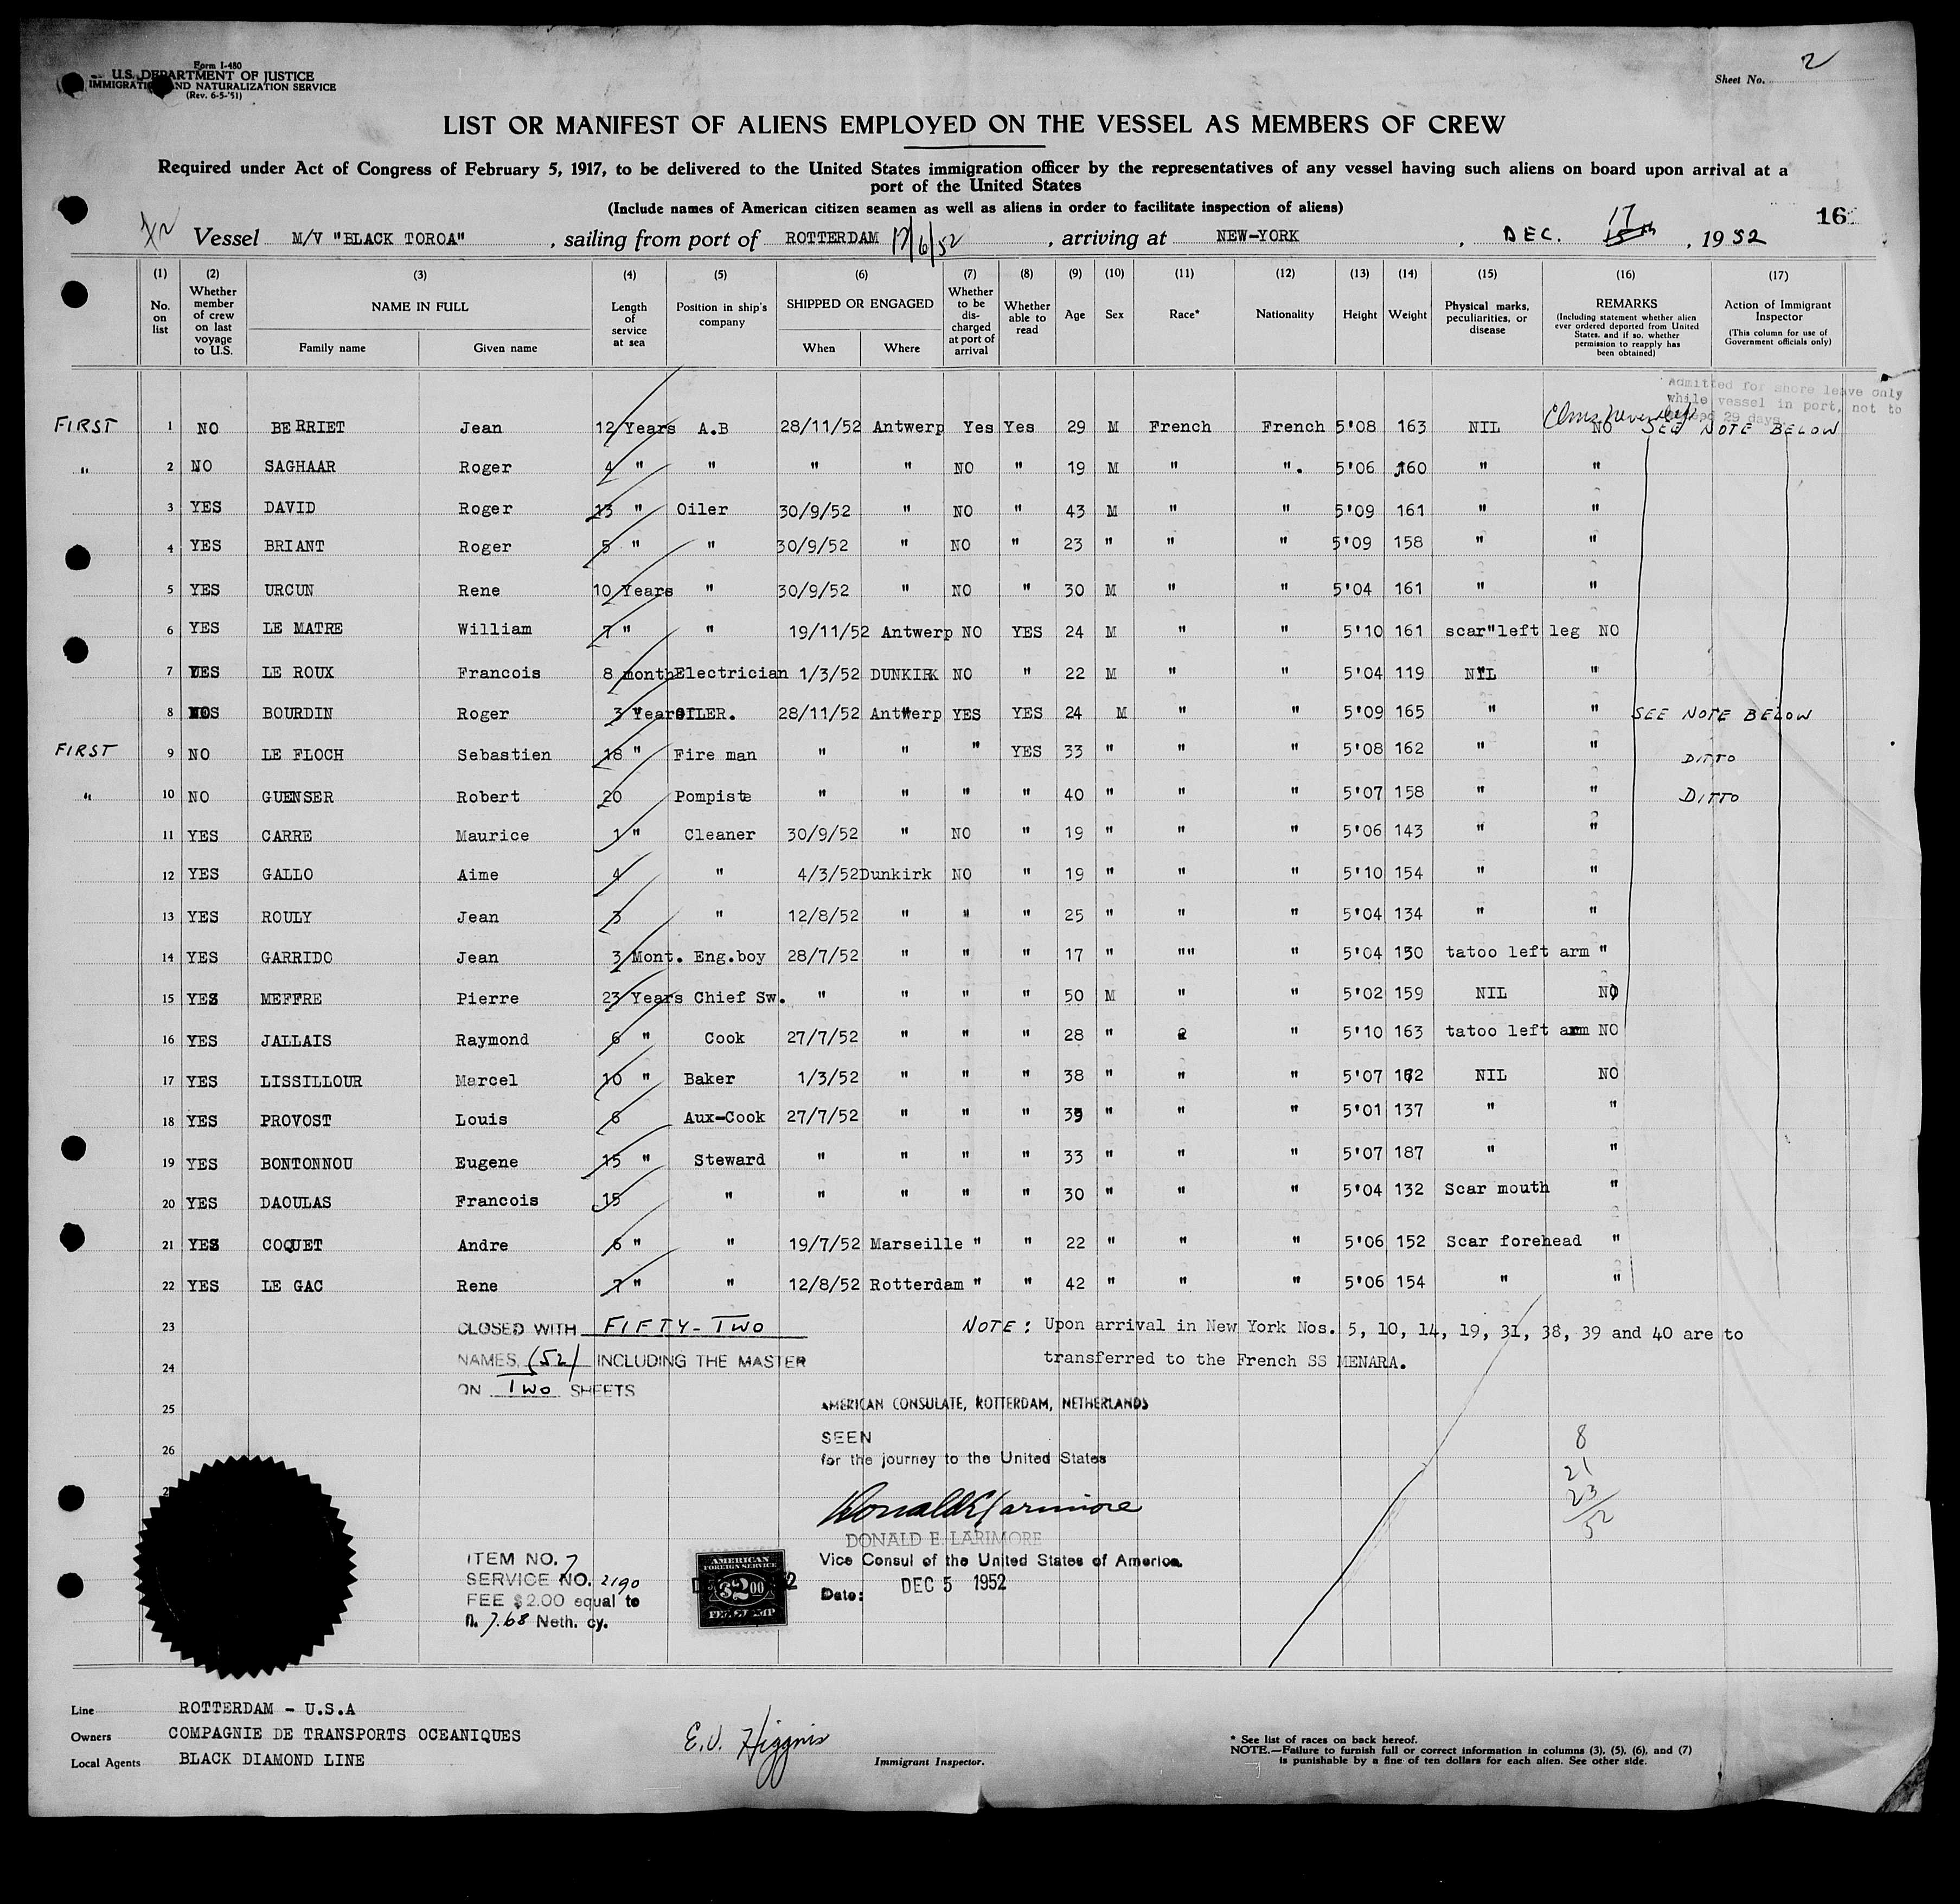 Form I-480
U.S. DEPARTMENT OF JUSTICE
IMMIGRATION AND NATURALIZATION SERVICE
(Rev. 6-5-'51)
Sheet No. 2
LIST OR MANIFEST OF ALIENS EMPLOYED ON THE VESSEL AS MEMBERS OF CREW
Required under Act of Congress of February 5, 1917, to be delivered to the United States immigration officer by the representatives of any vessel having such aliens on board upon arrival at a
port of the United States
(Include names of American citizen seamen as well as aliens in order to facilitate inspection of aliens)
16
Vessel M/V "BLACK TOROA", sailing from port of ROTTERDAM, arriving at NEW-YORK, DEC. 17 15th, 1952
(1) (2) (3) (4) (5) (6) (7) (8) (9) (10) (11) (12) (13) (14) (15) (16) (17)
No. on list
Whether member of crew on last voyage to U.S.
NAME IN FULL
Family name Given name
Length of service at sea
Position in ship's company
SHIPPED OR ENGAGED
When Where
Whether to be discharged at port of arrival
Whether able to read
Age Sex Race* Nationality Height Weight
Physical marks, peculiarities, or disease
REMARKS
(Including statement whether alien ever ordered deported from United States, and if so, whether permission to reapply has been obtained)
Action of Immigrant Inspector
(This column for use of Government officials only)
Admitted for shore leave only
while vessel in port, not to
exceed 29 days
FIRST 1 NO BERRIET Jean 12 Years A.B 28/11/52 Antwerp Yes Yes 29 M French French 5'08 163 NIL NO SEE NOTE BELOW
" 2 NO SAGHAAR Roger 4 " " " " NO " 19 M " ". 5'06 160 " "
3 YES DAVID Roger 13 " Oiler 30/9/52 " NO " 43 M " " 5'09 161 " "
4 YES BRIANT Roger 5 " " 30/9/52 " NO " 23 " " " 5'09 158 " "
5 YES URCUN Rene 10 Years " 30/9/52 " NO " 30 M " " 5'04 161 " "
6 YES LE MATRE William 7 " " 19/11/52 Antwerp NO YES 24 M " " 5'10 161 scar"left leg NO
7 YES LE ROUX Francois 8 month Electrician 1/3/52 DUNKIRK NO " 22 M " " 5'04 119 NIL "
8 BOURDIN Roger 3 Years OILER. 28/11/52 Antwerp YES YES 24 M " " 5'09 165 " " SEE NOTE BELOW
FIRST 9 NO LE FLOCH Sebastien 18 " Fire man " " " YES 33 " " " 5'08 162 " " DITTO
" 10 NO GUENSER Robert 20 Pompiste " " " " 40 " " " 5'07 158 " " DITTO
11 YES CARRE Maurice 1 " Cleaner 30/9/52 " NO " 19 " " " 5'06 143 " "
12 YES GALLO Aime 4 " 4/3/52 Dunkirk NO " 19 " " " 5'10 154 " "
13 YES ROULY Jean 3 " 12/8/52 " " " 25 " " " 5'04 134 " "
14 YES GARRIDO Jean 3 Mont. Eng.boy 28/7/52 " " " 17 " "" " 5'04 130 tatoo left arm "
15 YES MEFFRE Pierre 23 Years Chief Sw. " " " " 50 M " " 5'02 159 NIL NO
16 YES JALLAIS Raymond 6 " Cook 27/7/52 " " " 28 " " 5'10 163 tatoo left arm NO
17 YES LISSILLOUR Marcel 10 " Baker 1/3/52 " " " 38 " " " 5'07 NIL NO
18 YES PROVOST Louis 6 Aux-Cook 27/7/52 " " " " " " 5'01 137 " "
19 YES BONTONNOU Eugene 15 " Steward " " " " 33 " " " 5'07 187 " "
20 YES DAOULAS Francois 15 " " " " " 30 " " " 5'04 132 Scar mouth "
21 YES COQUET Andre 6 " " 19/7/52 Marseille " " 22 " " " 5'06 152 Scar forehead "
22 YES LE GAC Rene 7 " " 12/8/52 Rotterdam " " 42 " " " 5'06 154 " "
23 CLOSED WITH FIFTY-TWO
NOTE: Upon arrival in New York Nos. 5, 10, 14, 19, 31, 38, 39 and 40 are to
24 NAMES, (52) INCLUDING THE MASTER
transferred to the French SS MENARA.
ON TWO SHEETS
25
AMERICAN CONSULATE, ROTTERDAM, NETHERLANDS
26
SEEN
for the journey to the United States
8
21
23
52
Donald E Larimore
DONALD E. LARIMORE
Vice Consul of the United States of America.
Date: DEC 5 1952
ITEM NO. 7
SERVICE NO. 2190
FEE $2.00 equal to
fl. 7.68 Neth. cy.
AMERICAN
FOREIGN SERVICE
$2.00
FEE STAMP
Line ROTTERDAM - U.S.A
Owners COMPAGNIE DE TRANSPORTS OCEANIQUES
Local Agents BLACK DIAMOND LINE
E.V. Higgins
Immigrant Inspector.
* See list of races on back hereof.
NOTE.—Failure to furnish full or correct information in columns (3), (5), (6), and (7)
is punishable by a fine of ten dollars for each alien. See other side.